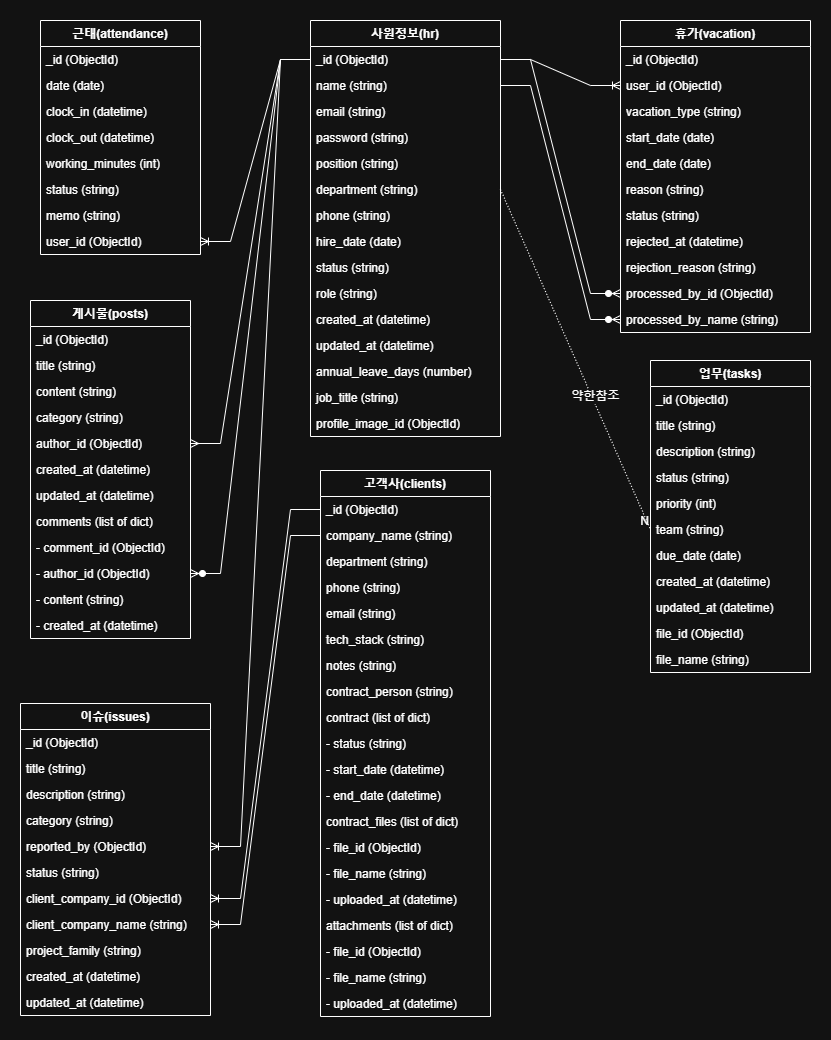 근태(attendance)
_id (ObjectId)
date (date)
clock_in (datetime)
clock_out (datetime)
working_minutes (int)
status (string)
memo (string)
user_id (ObjectId)
사원정보(hr)
_id (ObjectId)
name (string)
email (string)
password (string)
position (string)
department (string)
phone (string)
hire_date (date)
status (string)
role (string)
created_at (datetime)
updated_at (datetime)
annual_leave_days (number)
job_title (string)
profile_image_id (ObjectId)
휴가(vacation)
_id (ObjectId)
user_id (ObjectId)
vacation_type (string)
start_date (date)
end_date (date)
reason (string)
status (string)
rejected_at (datetime)
rejection_reason (string)
processed_by_id (ObjectId)
processed_by_name (string)
게시물(posts)
_id (ObjectId)
title (string)
content (string)
category (string)
author_id (ObjectId)
created_at (datetime)
updated_at (datetime)
comments (list of dict)
- comment_id (ObjectId)
- author_id (ObjectId)
- content (string)
- created_at (datetime)
약한참조
N
업무(tasks)
_id (ObjectId)
title (string)
description (string)
status (string)
priority (int)
team (string)
due_date (date)
created_at (datetime)
updated_at (datetime)
file_id (ObjectId)
file_name (string)
고객사(clients)
_id (ObjectId)
company_name (string)
department (string)
phone (string)
email (string)
tech_stack (string)
notes (string)
contract_person (string)
contract (list of dict)
- status (string)
- start_date (datetime)
- end_date (datetime)
contract_files (list of dict)
- file_id (ObjectId)
- file_name (string)
- uploaded_at (datetime)
attachments (list of dict)
- file_id (ObjectId)
- file_name (string)
- uploaded_at (datetime)
이슈(issues)
_id (ObjectId)
title (string)
description (string)
category (string)
reported_by (ObjectId)
status (string)
client_company_id (ObjectId)
client_company_name (string)
project_family (string)
created_at (datetime)
updated_at (datetime)